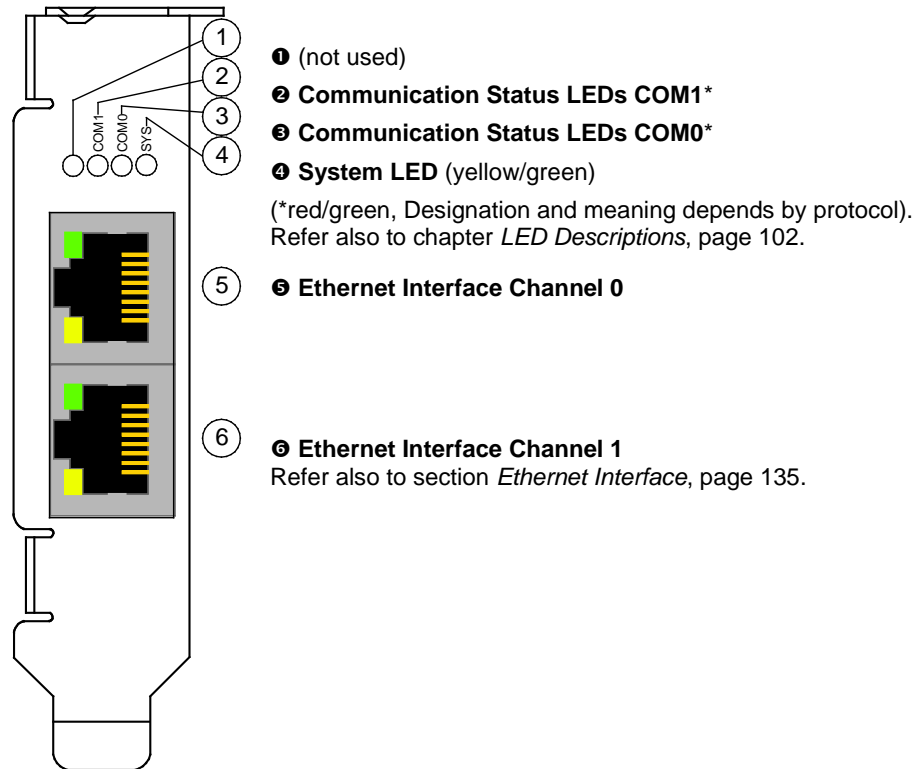 1
2
3
4
COM1
COM0
SYS
❶ (not used)
❷ Communication Status LEDs COM1*
❸ Communication Status LEDs COM0*
❹ System LED (yellow/green)
(*red/green, Designation and meaning depends by protocol).
Refer also to chapter LED Descriptions, page 102.
5
❺ Ethernet Interface Channel 0
6
❻ Ethernet Interface Channel 1
Refer also to section Ethernet Interface, page 135.